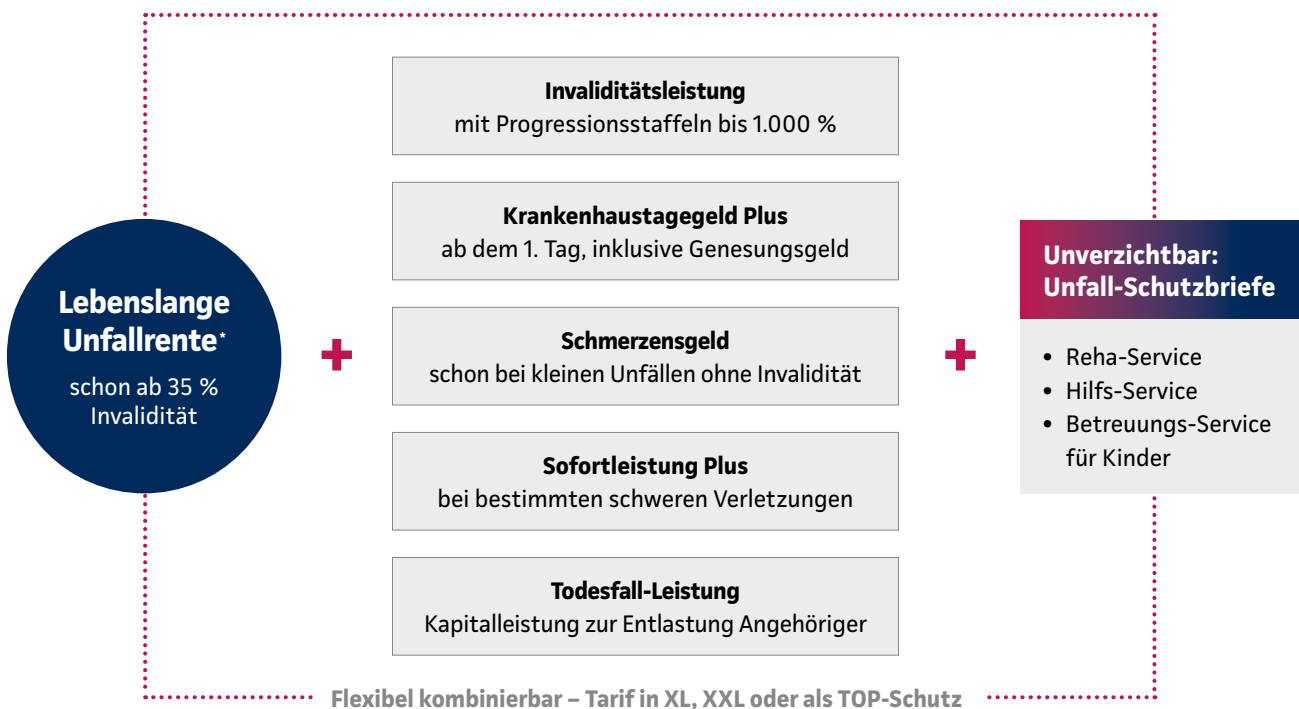 Lebenslange
Unfallrente*
schon ab 35 %
Invalidität
Invaliditätsleistung
mit Progressionsstaffeln bis 1.000 %
Krankenhaustagegeld Plus
ab dem 1. Tag, inklusive Genesungsgeld
Schmerzensgeld
schon bei kleinen Unfällen ohne Invalidität
Sofortleistung Plus
bei bestimmten schweren Verletzungen
Todesfall-Leistung
Kapitalleistung zur Entlastung Angehöriger
Unverzichtbar:
Unfall-Schutzbriefe
• Reha-Service
• Hilfs-Service
• Betreuungs-Service
für Kinder
Flexibel kombinierbar – Tarif in XL, XXL oder als TOP-Schutz